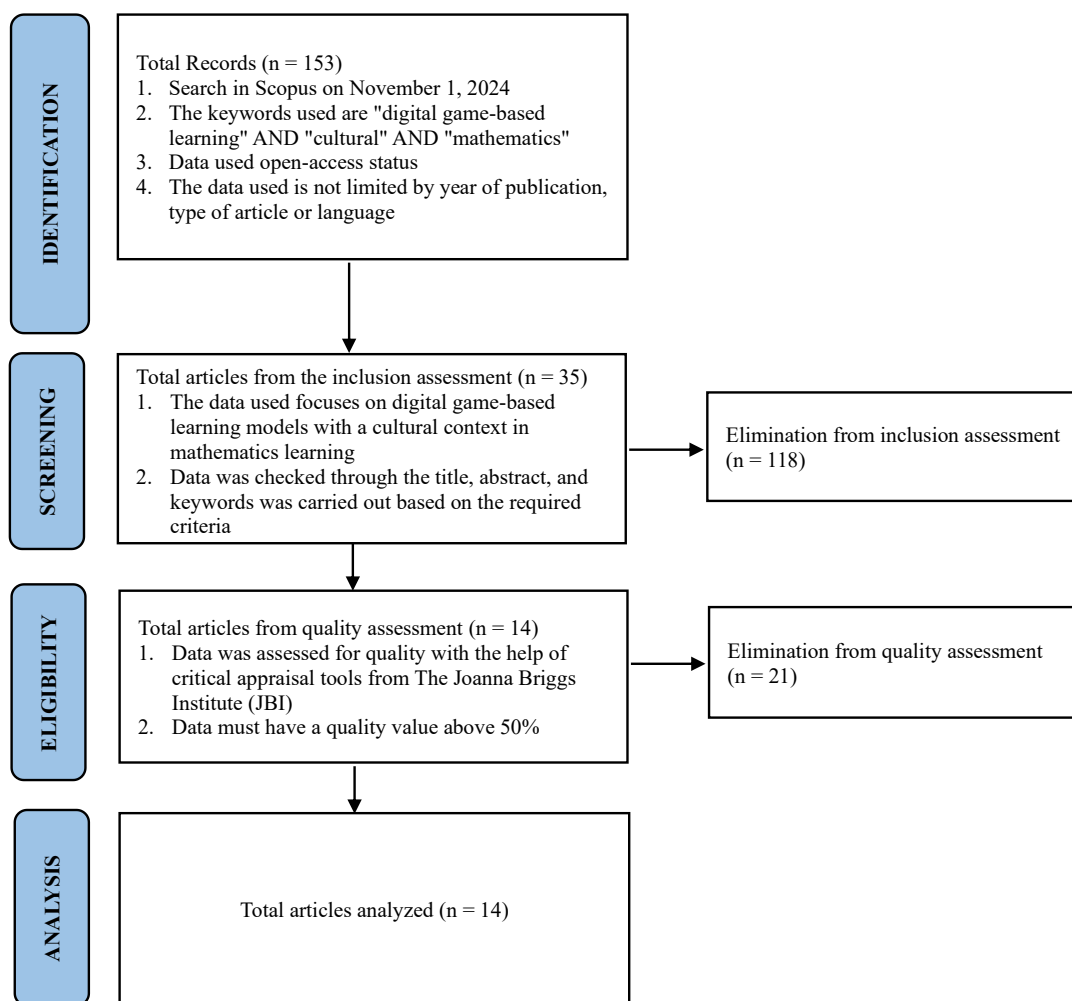 IDENTIFICATION
Total Records (n = 153)
1. Search in Scopus on November 1, 2024
2. The keywords used are "digital game-based
learning" AND "cultural" AND "mathematics"
3. Data used open-access status
4. The data used is not limited by year of publication,
type of article or language
SCREENING
Total articles from the inclusion assessment (n = 35)
1. The data used focuses on digital game-based
learning models with a cultural context in
mathematics learning
2. Data was checked through the title, abstract, and
keywords was carried out based on the required
criteria
Elimination from inclusion assessment
(n = 118)
ELIGIBILITY
Total articles from quality assessment (n = 14)
1. Data was assessed for quality with the help of
critical appraisal tools from The Joanna Briggs
Institute (JBI)
2. Data must have a quality value above 50%
Elimination from quality assessment
(n = 21)
ANALYSIS
Total articles analyzed (n = 14)